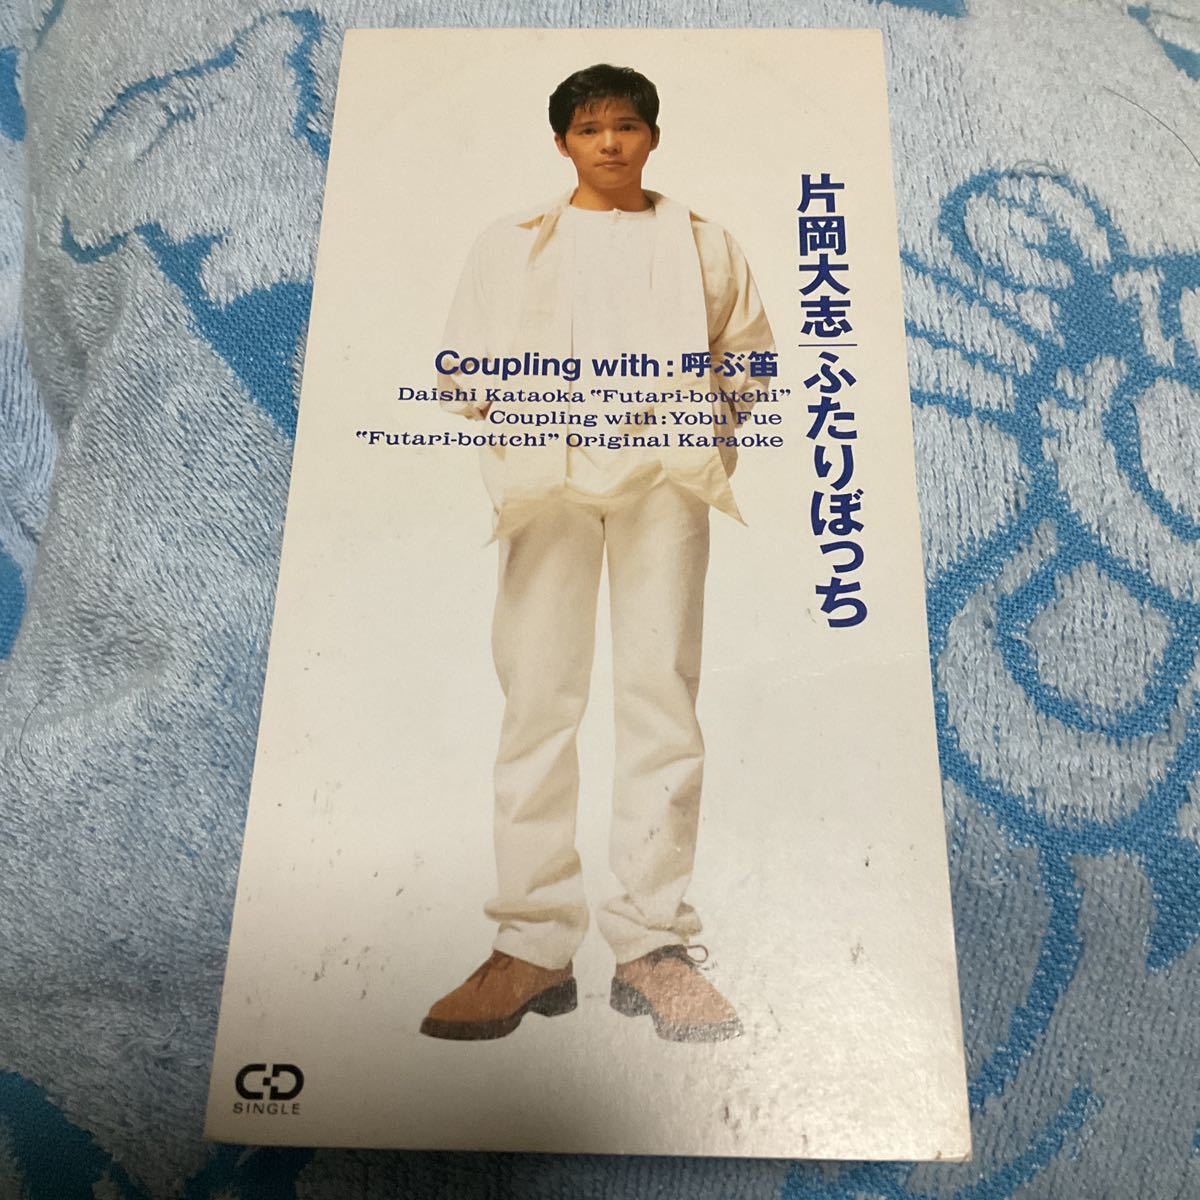 片岡大志|ふたりぼっち
Coupling with:呼ぶ笛
Daishi Kataoka “Futari-bottchi”
Coupling with:Yobu Fue
“Futari-bottchi” Original Karaoke
CD
SINGLE